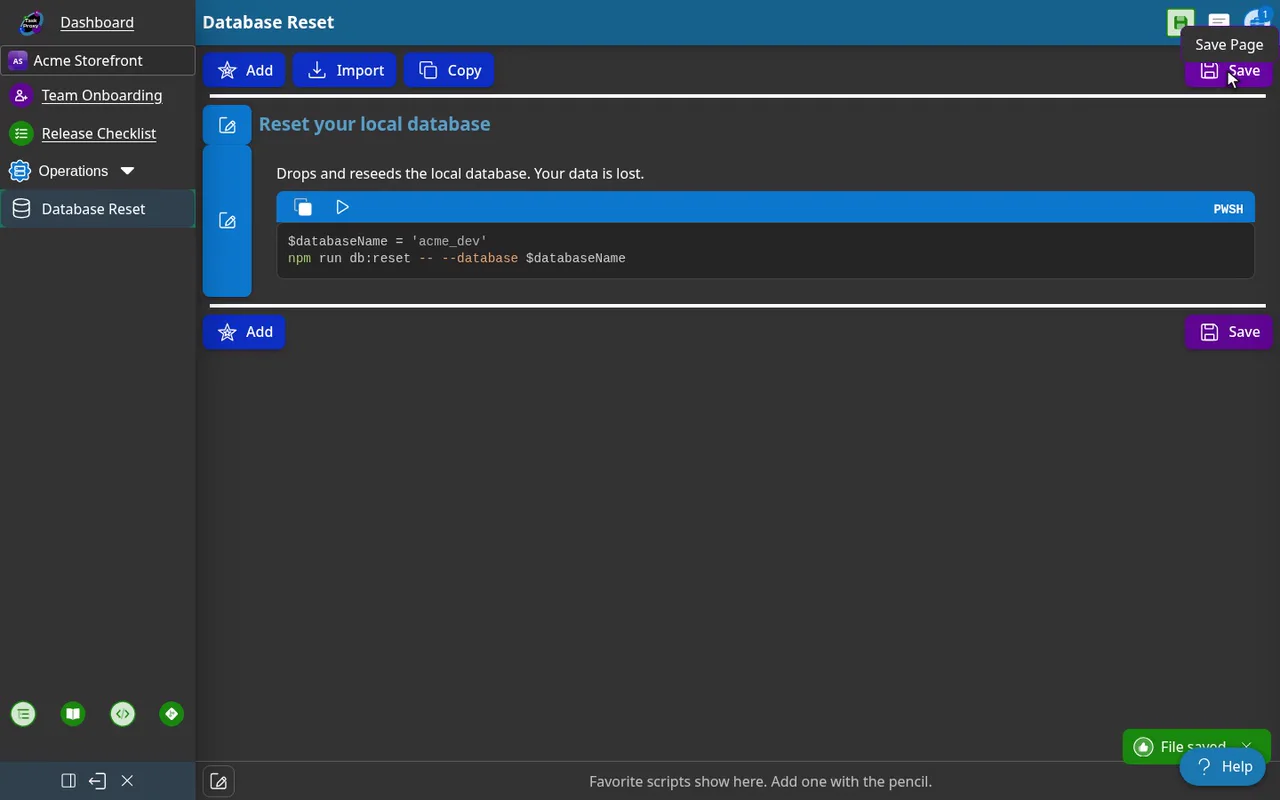 Dashboard
Database Reset
1
Save Page
AS
Acme Storefront
Add
Import
Copy
Save
Team Onboarding
Release Checklist
Operations
Database Reset
Reset your local database
Drops and reseeds the local database. Your data is lost.
PWSH
$databaseName = 'acme_dev'
npm run db:reset -- --database $databaseName
Add
Save
File saved
Help
Favorite scripts show here. Add one with the pencil.